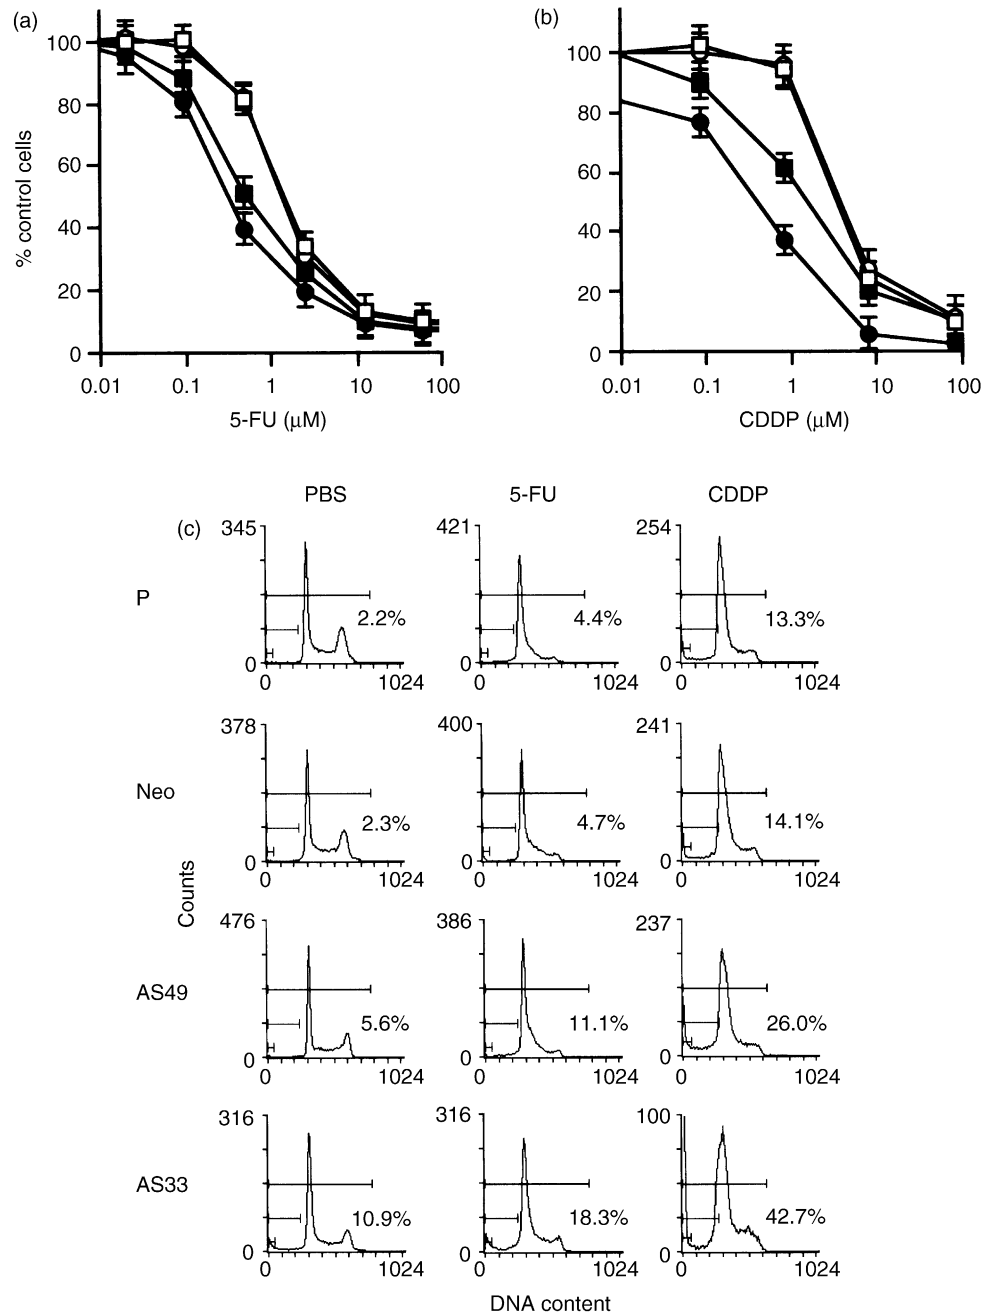 (a)
100
80
60
40
20
0
% control cells
0.01 0.1 1 10 100
5-FU (μM)
(b)
100
80
60
40
20
0
0.01 0.1 1 10 100
CDDP (μM)
(c)
PBS 5-FU CDDP
P
345 421 254
2.2% 4.4% 13.3%
0 0 0
0 1024 0 1024 0 1024
Neo
378 400 241
2.3% 4.7% 14.1%
0 0 0
0 1024 0 1024 0 1024
Counts
AS49
476 386 237
5.6% 11.1% 26.0%
0 0 0
0 1024 0 1024 0 1024
AS33
316 316 100
10.9% 18.3% 42.7%
0 0 0
0 1024 0 1024 0 1024
DNA content